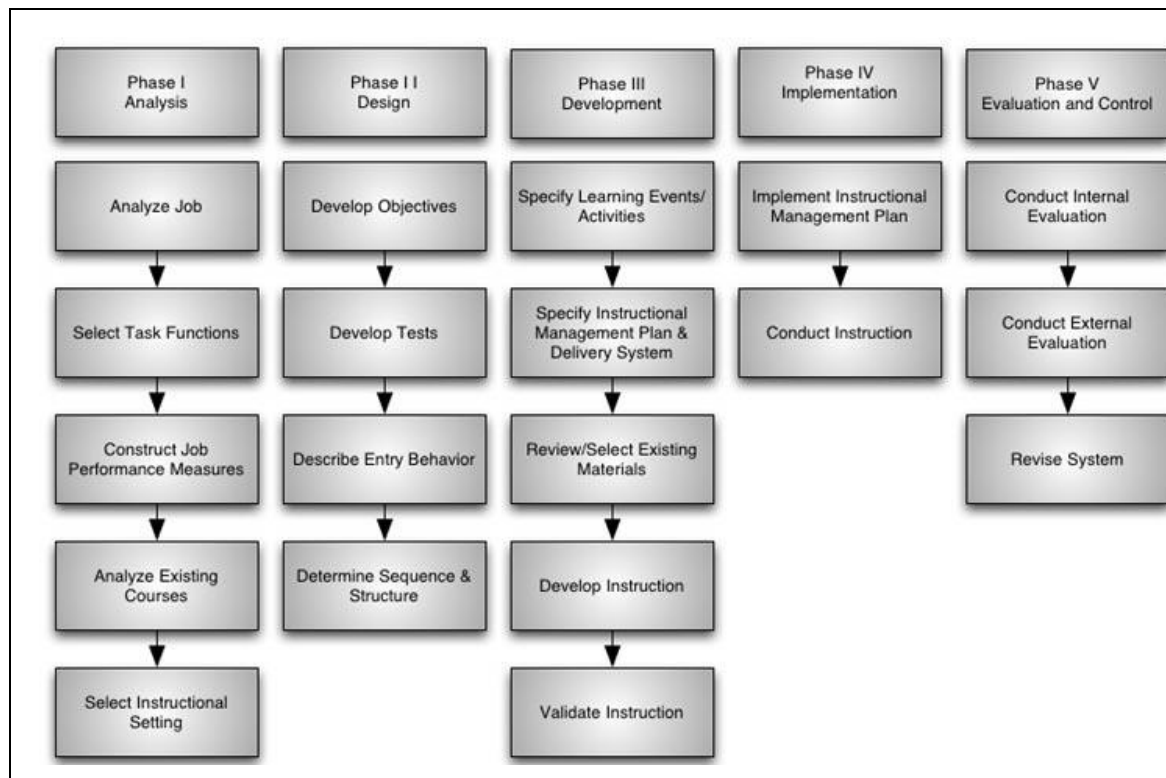 Phase I
Analysis
Phase I I
Design
Phase III
Development
Phase IV
Implementation
Phase V
Evaluation and Control
Analyze Job
Develop Objectives
Specify Learning Events/
Activities
Implement Instructional
Management Plan
Conduct Internal
Evaluation
Select Task Functions
Develop Tests
Specify Instructional
Management Plan &
Delivery System
Conduct Instruction
Conduct External
Evaluation
Construct Job
Performance Measures
Describe Entry Behavior
Review/Select Existing
Materials
Revise System
Analyze Existing
Courses
Determine Sequence &
Structure
Develop Instruction
Select Instructional
Setting
Validate Instruction